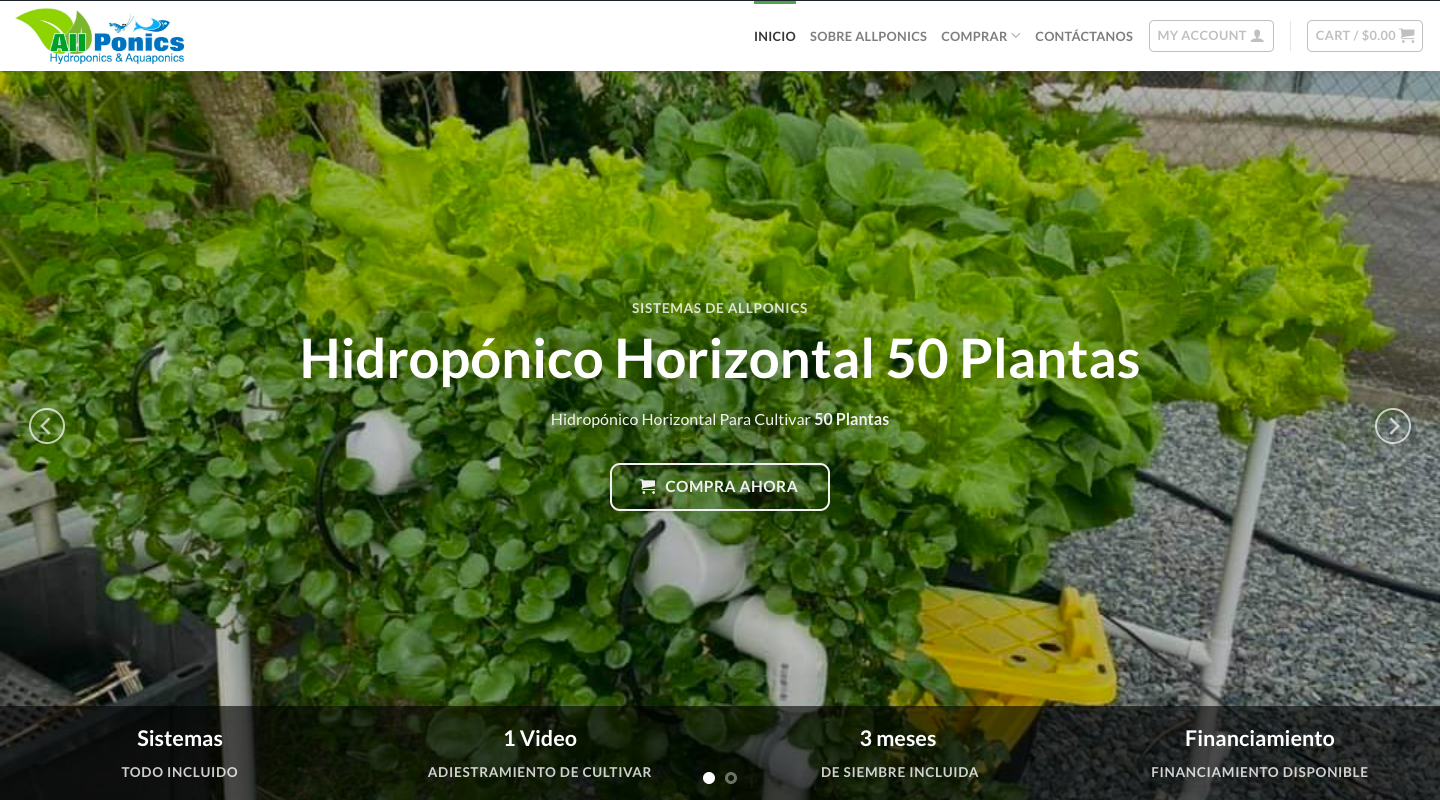 All Ponics
Hydroponics & Aquaponics
INICIO SOBRE ALLPONICS COMPRAR CONTÁCTANOS MY ACCOUNT CART / $0.00
SISTEMAS DE ALLPONICS
Hidropónico Horizontal 50 Plantas
Hidropónico Horizontal Para Cultivar 50 Plantas
COMPRA AHORA
Sistemas 1 Video 3 meses Financiamiento
TODO INCLUIDO ADIESTRAMIENTO DE CULTIVAR DE SIEMBRE INCLUIDA FINANCIAMIENTO DISPONIBLE